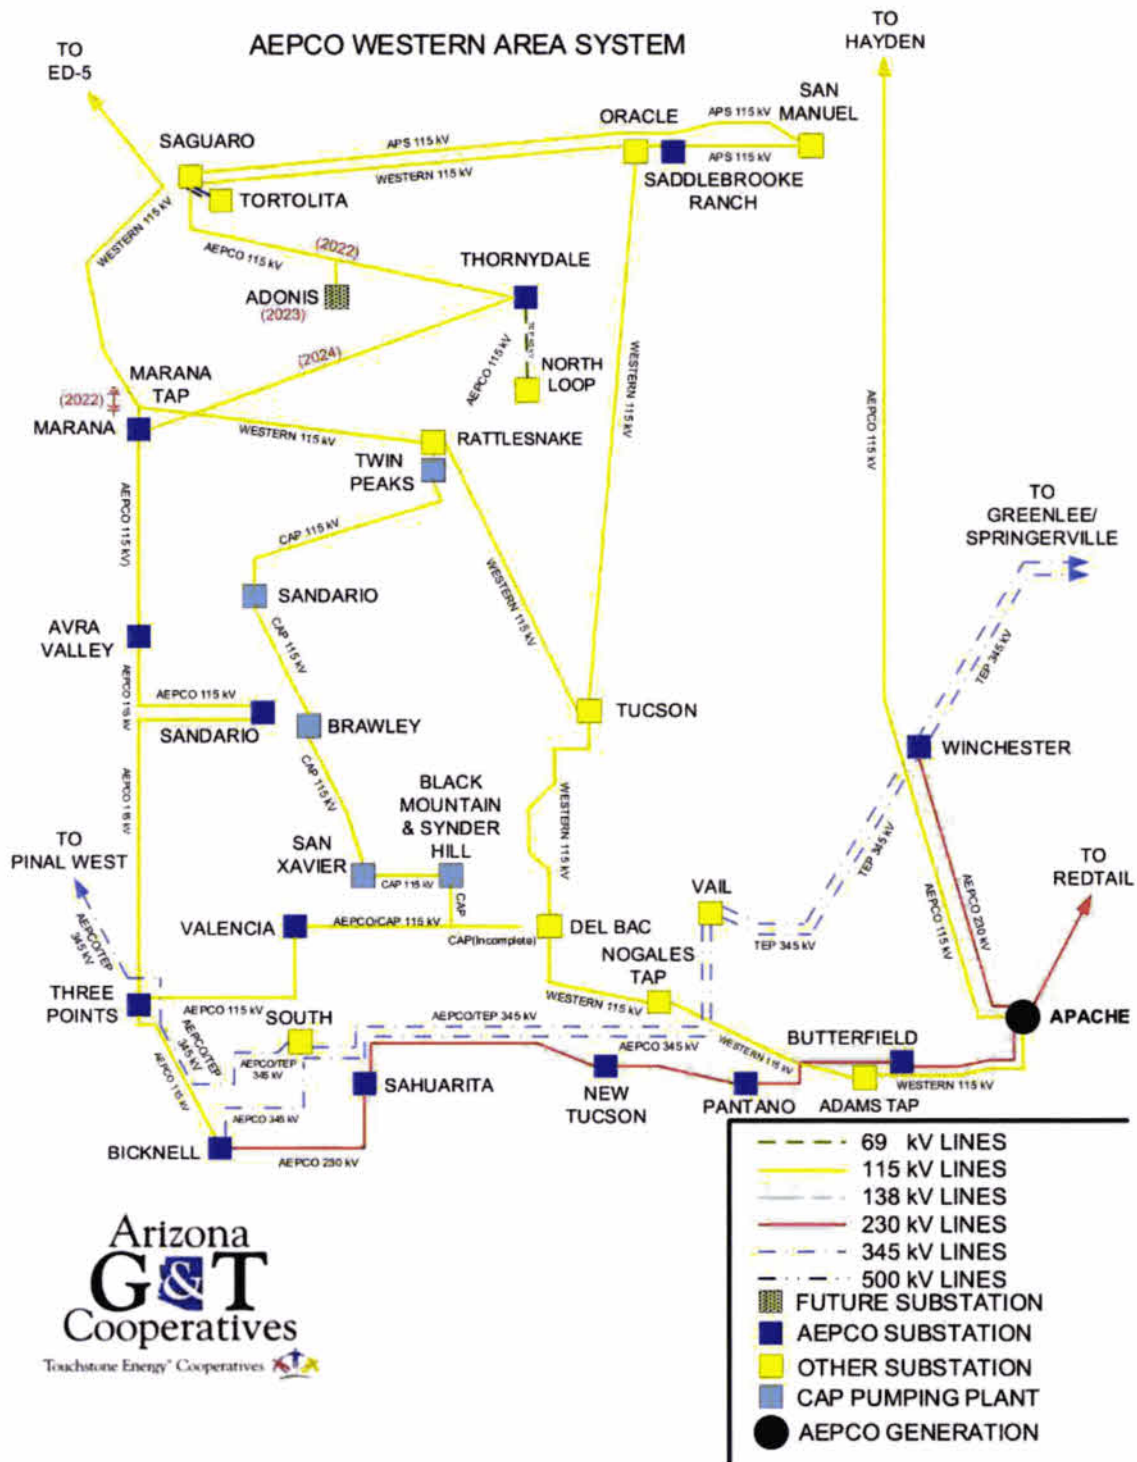 AEPCO WESTERN AREA SYSTEM
TO
ED-5
TO
HAYDEN
SAGUARO
ORACLE
SAN
MANUEL
APS 115 kV
APS 115 kV
WESTERN 115 kV
APS 115 kV
SADDLEBROOKE
RANCH
TORTOLITA
WESTERN 115 kV
AEPCO 115 kV
(2022)
THORNYDALE
ADONIS
(2023)
AEPCO 115 kV
NORTH
LOOP
(2024)
WESTERN 115 kV
MARANA
TAP
(2022)
MARANA
WESTERN 115 kV
RATTLESNAKE
TWIN
PEAKS
AEPCO 115 kV
AEPCO 115 kV)
CAP 115 kV
WESTERN 115 kV
TO
GREENLEE/
SPRINGERVILLE
SANDARIO
AVRA
VALLEY
CAP 115 kV
TEP 345 kV
AEPCO 115 kV
AEPCO 115 kV
SANDARIO
BRAWLEY
TUCSON
WINCHESTER
AEPCO 115 kV
CAP 115 kV
BLACK
MOUNTAIN
& SYNDER
HILL
WESTERN 115 kV
TEP 345 kV
TO
PINAL WEST
SAN
XAVIER
CAP 115 kV
CAP
VAIL
TO
REDTAIL
AEPCO 230 kV
AEPCO 115 kV
AEPCO/TEP
345 kV
VALENCIA
AEPCO/CAP 115 kV
CAP(Incomplete)
DEL BAC
TEP 345 kV
NOGALES
TAP
THREE
POINTS
AEPCO 115 kV
WESTERN 115 kV
APACHE
SOUTH
AEPCO/TEP 345 kV
AEPCO/TEP
345 kV
AEPCO/TEP
345 kV
AEPCO 345 kV
WESTERN 115 kV
BUTTERFIELD
AEPCO 115 kV
SAHUARITA
NEW
TUCSON
PANTANO
ADAMS TAP
WESTERN 115 kV
AEPCO 345 kV
BICKNELL
AEPCO 230 kV
69 kV LINES
115 kV LINES
138 kV LINES
230 kV LINES
345 kV LINES
500 kV LINES
FUTURE SUBSTATION
AEPCO SUBSTATION
OTHER SUBSTATION
CAP PUMPING PLANT
AEPCO GENERATION
Arizona
G&T
Cooperatives
Touchstone Energy® Cooperatives